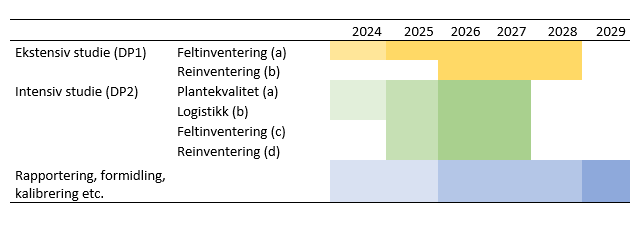 2024 2025 2026 2027 2028 2029
Ekstensiv studie (DP1) Feltinventering (a)
Reinventering (b)
Intensiv studie (DP2) Plantekvalitet (a)
Logistikk (b)
Feltinventering (c)
Reinventering (d)
Rapportering, formidling,
kalibrering etc.